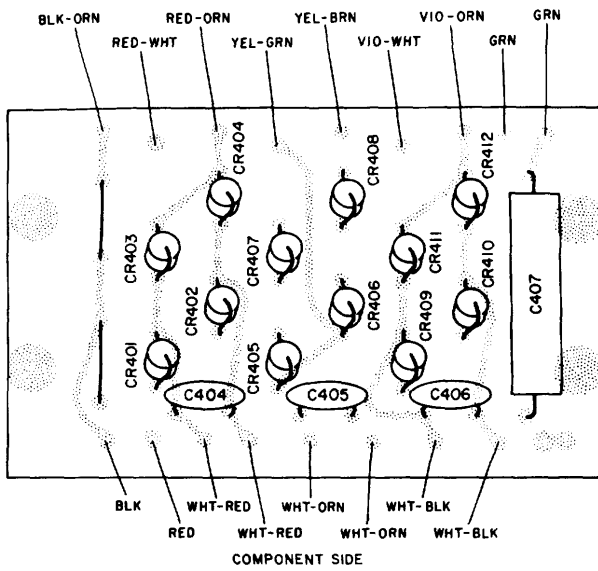 BLK-ORN RED-ORN YEL-BRN VIO-ORN GRN
RED-WHT YEL-GRN VIO-WHT GRN
CR404 CR408 CR412
CR403 CR407 CR411 CR410
CR402 CR406 CR409 C407
CR401 CR405
C404 C405 C406
BLK WHT-RED WHT-ORN WHT-BLK
RED WHT-RED WHT-ORN WHT-BLK
COMPONENT SIDE